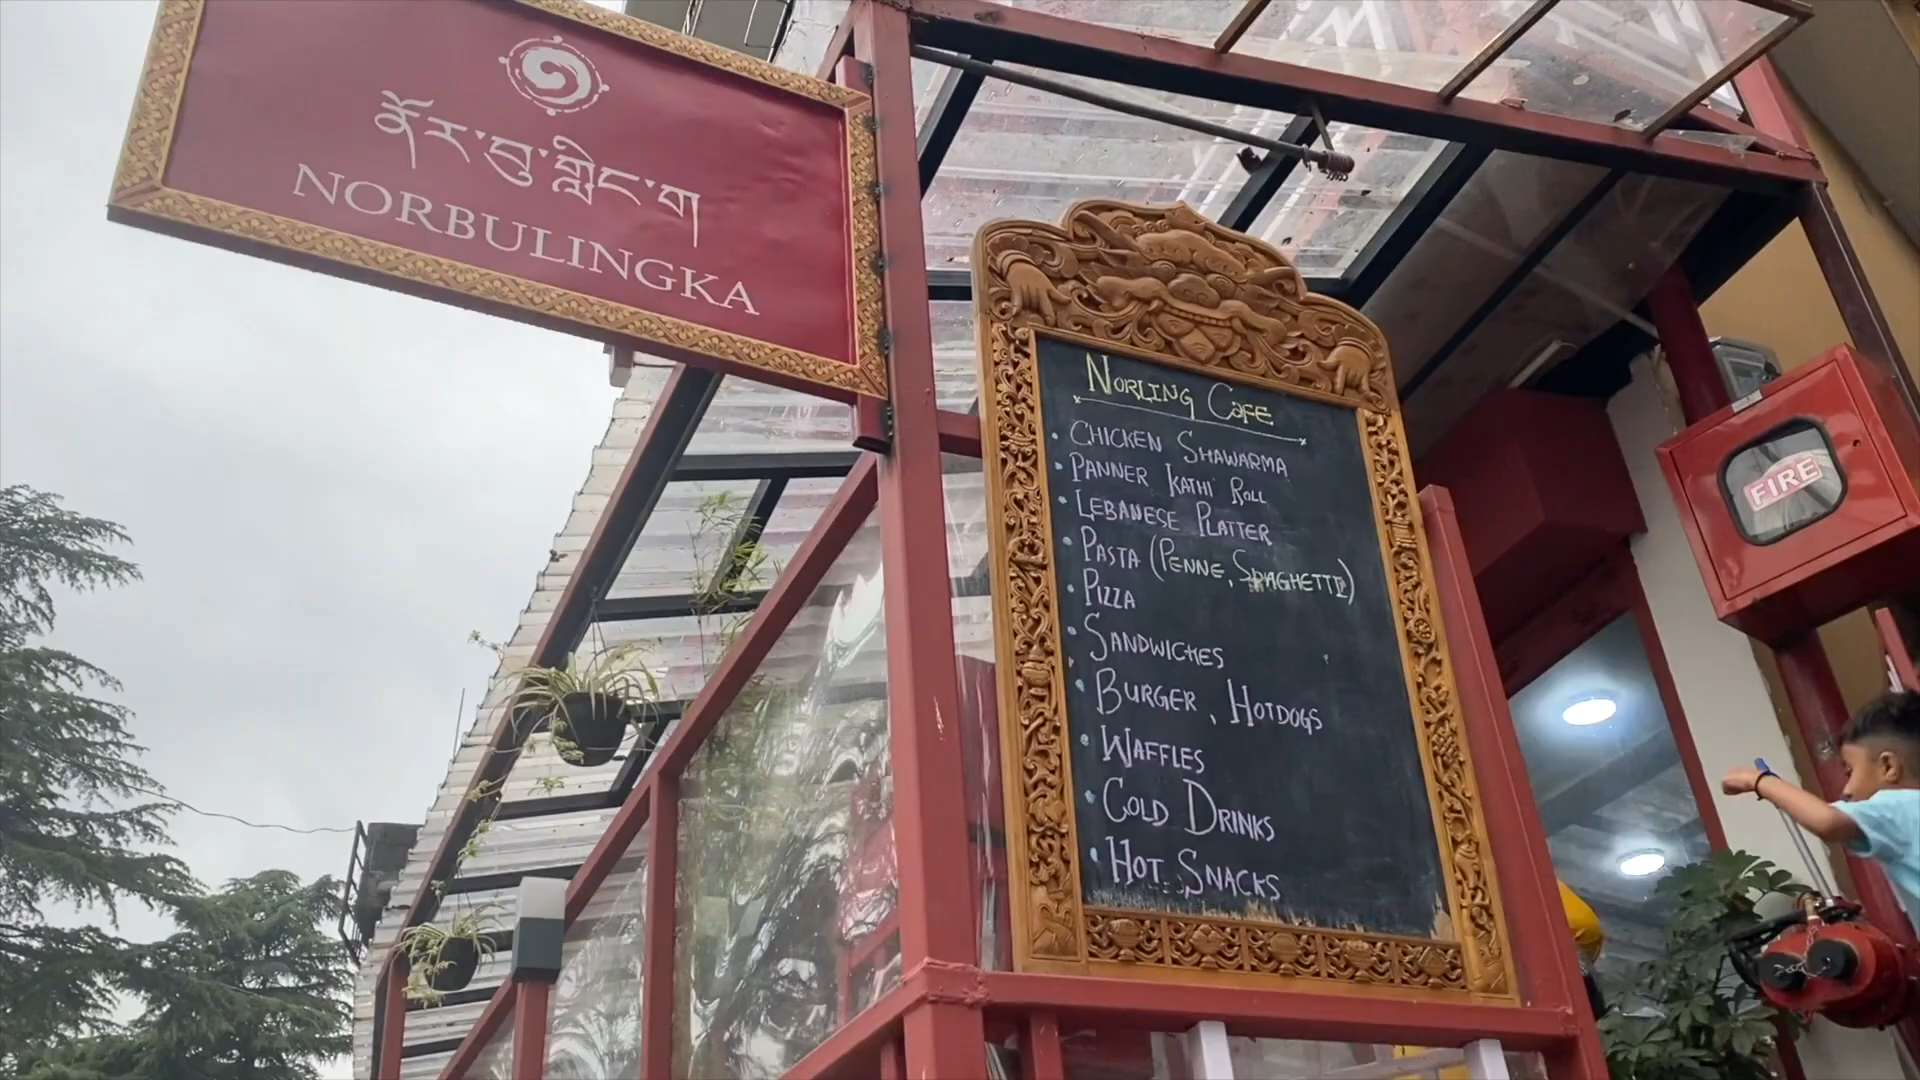 ནོར་བུ་གླིང་ག
NORBULINGKA
NORLING CAFE
• CHICKEN SHAWARMA
• PANNER KATHI ROLL
• LEBANESE PLATTER
• PASTA (PENNE, SPAGHETTI)
• PIZZA
• SANDWICHES
• BURGER, HOTDOGS
• WAFFLES
• COLD DRINKS
• HOT SNACKS
FIRE